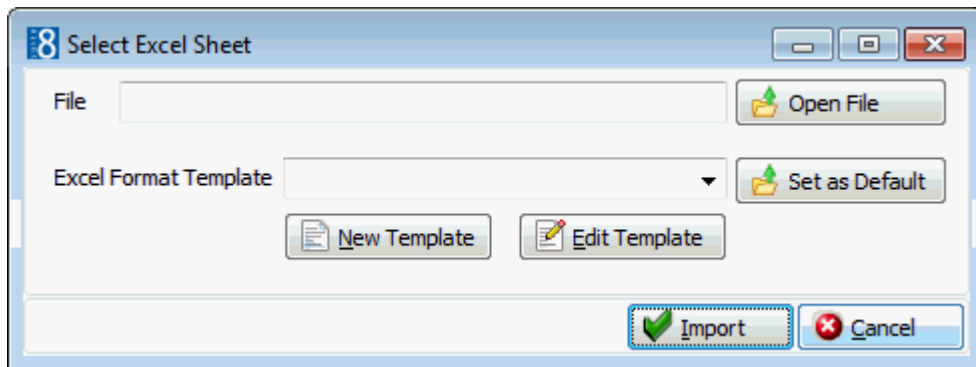 8 Select Excel Sheet
File Open File
Excel Format Template Set as Default
New Template Edit Template
Import Cancel